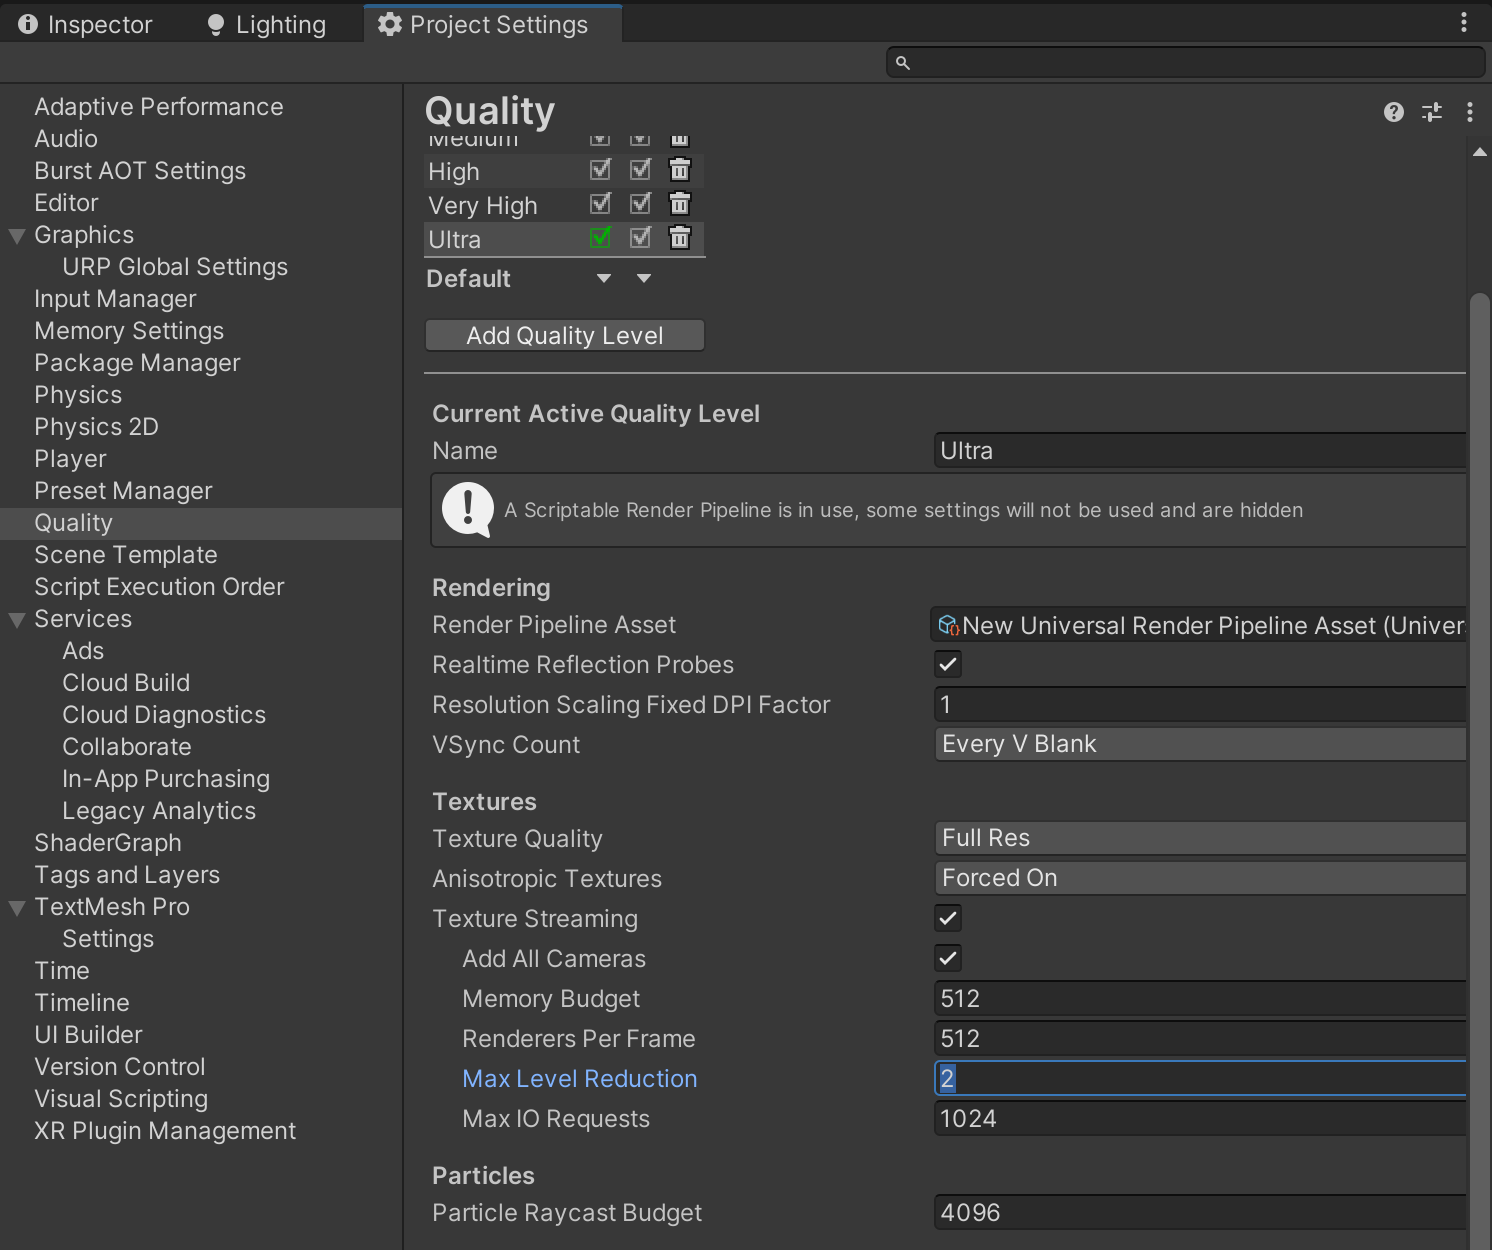 Inspector
Lighting
Project Settings
Adaptive Performance
Audio
Burst AOT Settings
Editor
Graphics
URP Global Settings
Input Manager
Memory Settings
Package Manager
Physics
Physics 2D
Player
Preset Manager
Quality
Scene Template
Script Execution Order
Services
Ads
Cloud Build
Cloud Diagnostics
Collaborate
In-App Purchasing
Legacy Analytics
ShaderGraph
Tags and Layers
TextMesh Pro
Settings
Time
Timeline
UI Builder
Version Control
Visual Scripting
XR Plugin Management
Quality
Medium
High
Very High
Ultra
Default
Add Quality Level
Current Active Quality Level
Name Ultra
A Scriptable Render Pipeline is in use, some settings will not be used and are hidden
Rendering
Render Pipeline Asset New Universal Render Pipeline Asset (Univers
Realtime Reflection Probes
Resolution Scaling Fixed DPI Factor 1
VSync Count Every V Blank
Textures
Texture Quality Full Res
Anisotropic Textures Forced On
Texture Streaming
Add All Cameras
Memory Budget 512
Renderers Per Frame 512
Max Level Reduction 2
Max IO Requests 1024
Particles
Particle Raycast Budget 4096